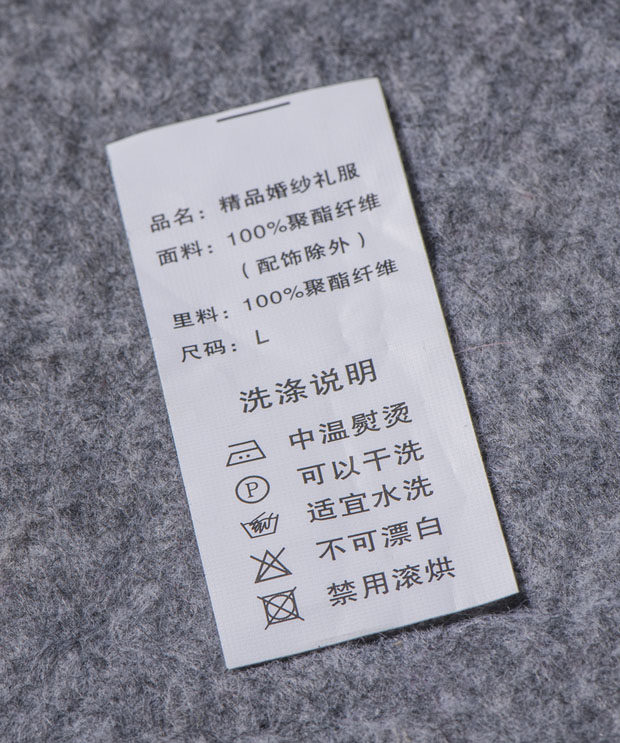 品名：精品婚纱礼服
面料：100%聚酯纤维
（配饰除外）
里料：100%聚酯纤维
尺码：L
洗涤说明
中温熨烫
P 可以干洗
适宜水洗
不可漂白
禁用滚烘